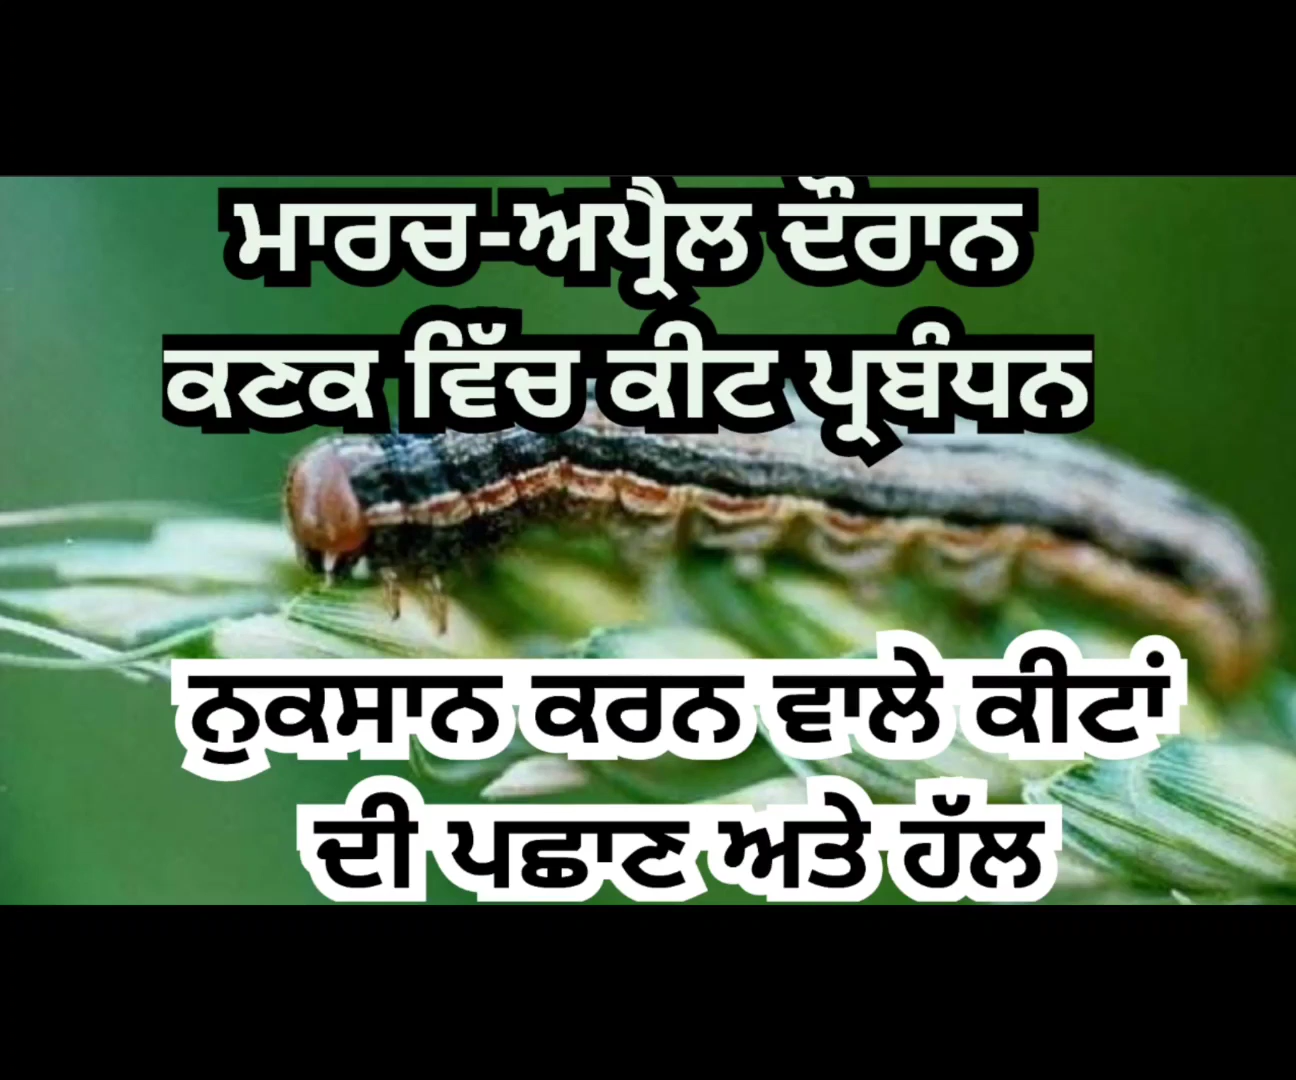 ਮਾਰਚ-ਅਪ੍ਰੈਲ ਦੌਰਾਨ
ਕਣਕ ਵਿੱਚ ਕੀਟ ਪ੍ਰਬੰਧਨ
ਨੁਕਸਾਨ ਕਰਨ ਵਾਲੇ ਕੀਟਾਂ
ਦੀ ਪਛਾਣ ਅਤੇ ਹੱਲ